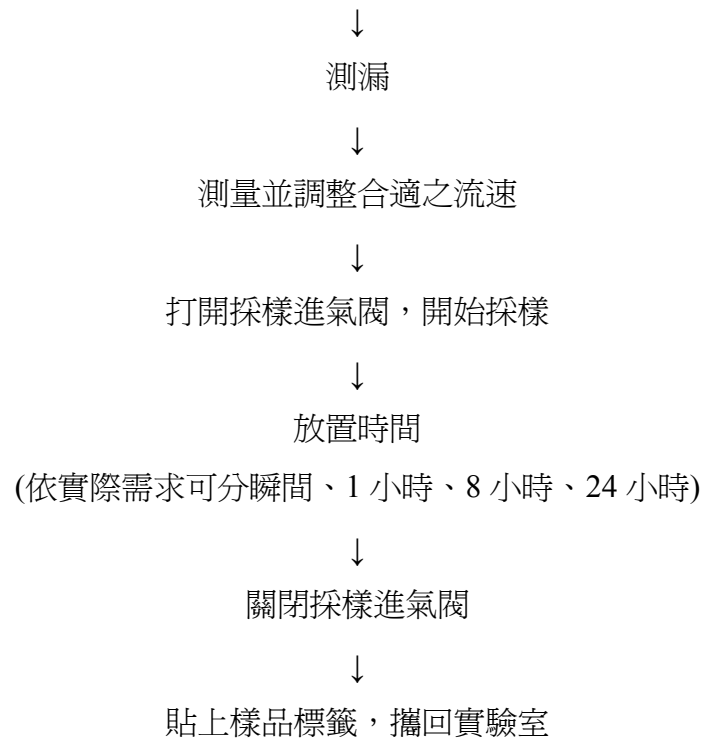 ↓
測漏
↓
測量並調整合適之流速
↓
打開採樣進氣閥，開始採樣
↓
放置時間
(依實際需求可分瞬間、1 小時、8 小時、24 小時)
↓
關閉採樣進氣閥
↓
貼上樣品標籤，攜回實驗室